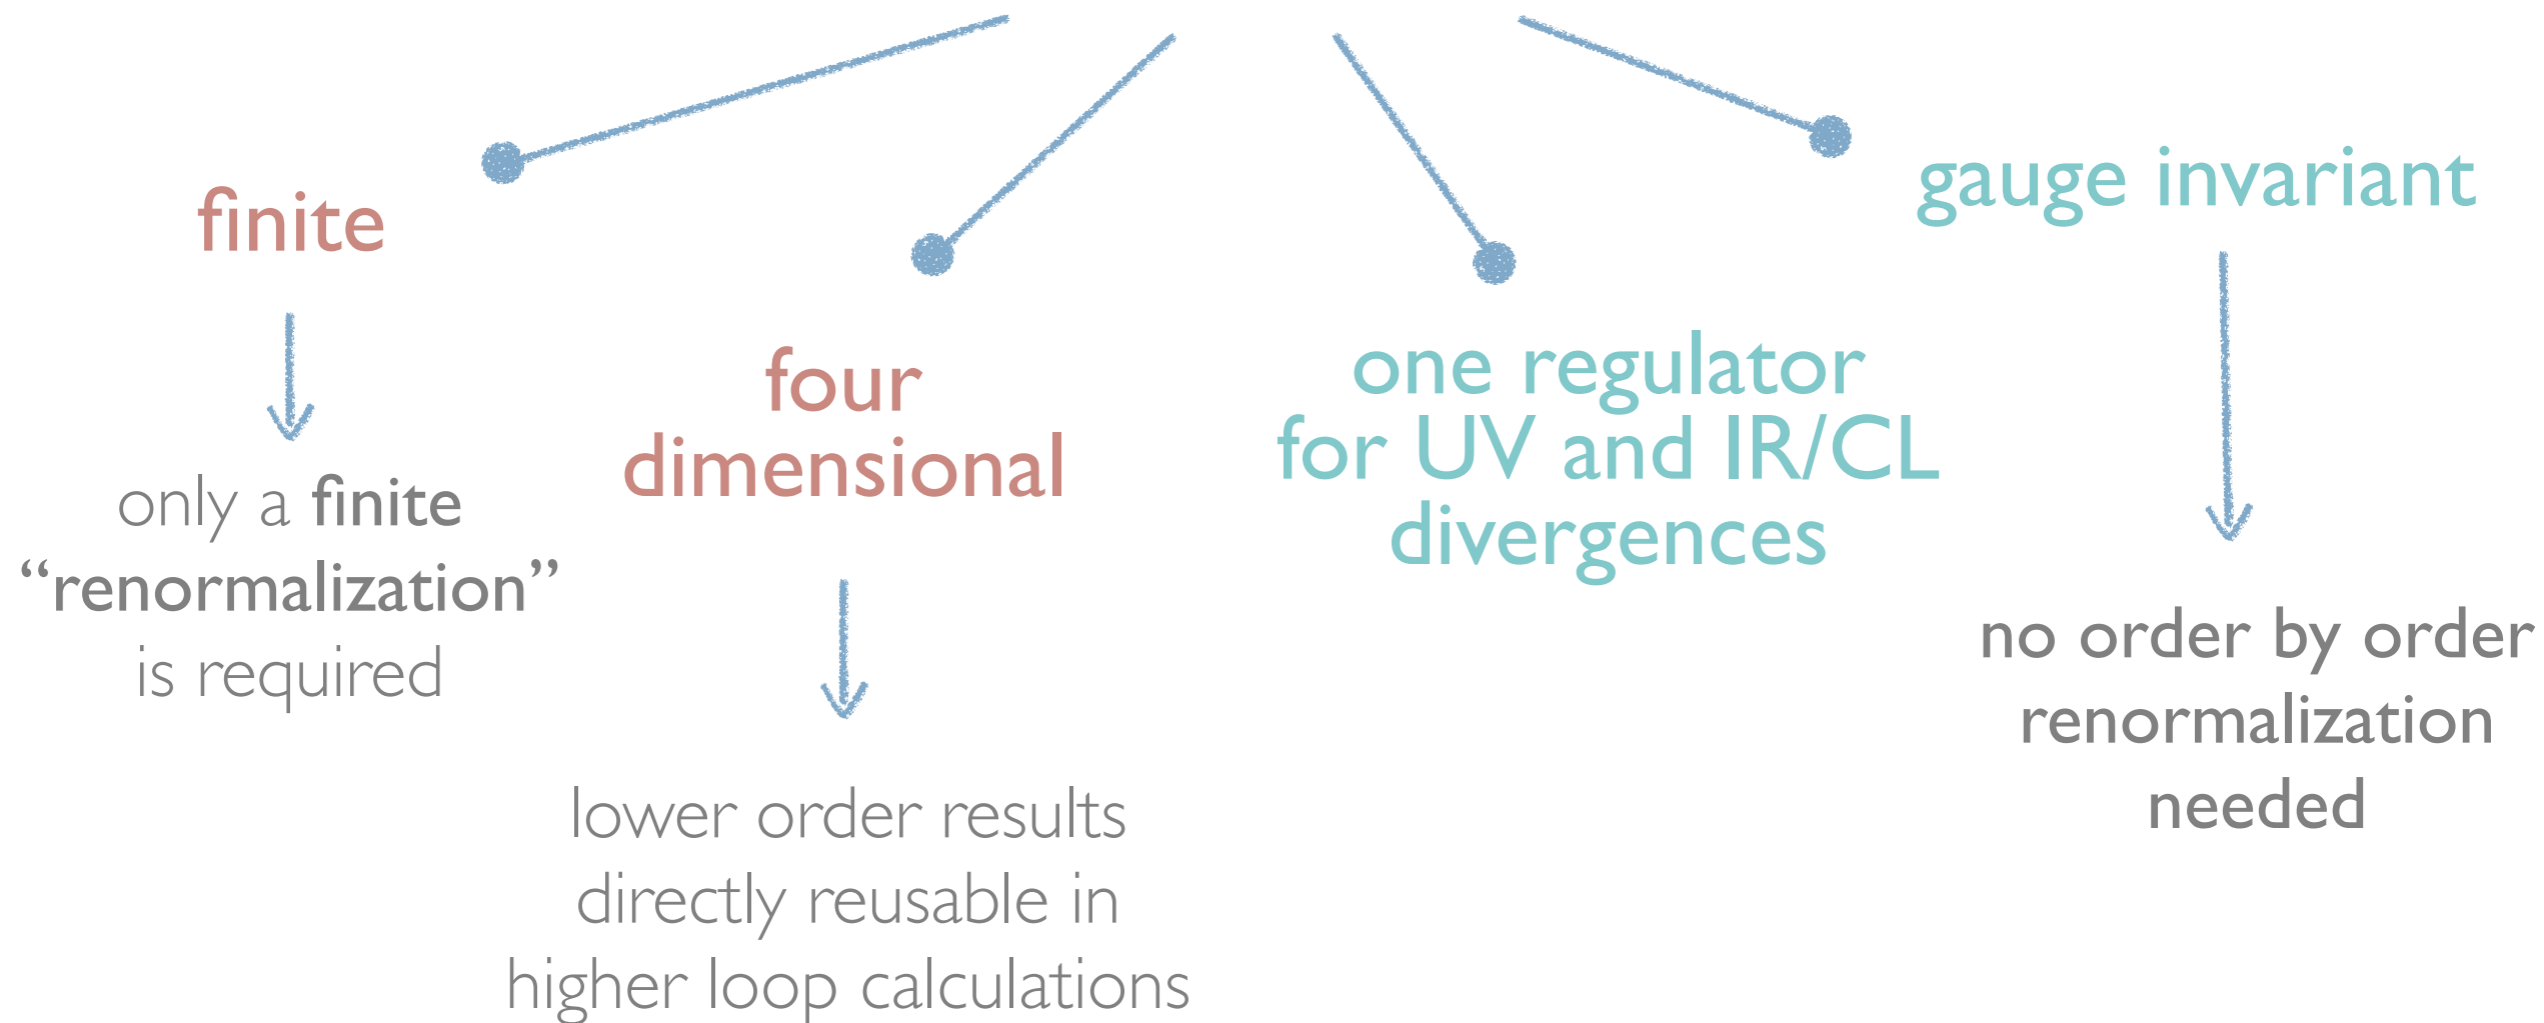 finite
only a finite
“renormalization”
is required
four
dimensional
lower order results
directly reusable in
higher loop calculations
one regulator
for UV and IR/CL
divergences
gauge invariant
no order by order
renormalization
needed